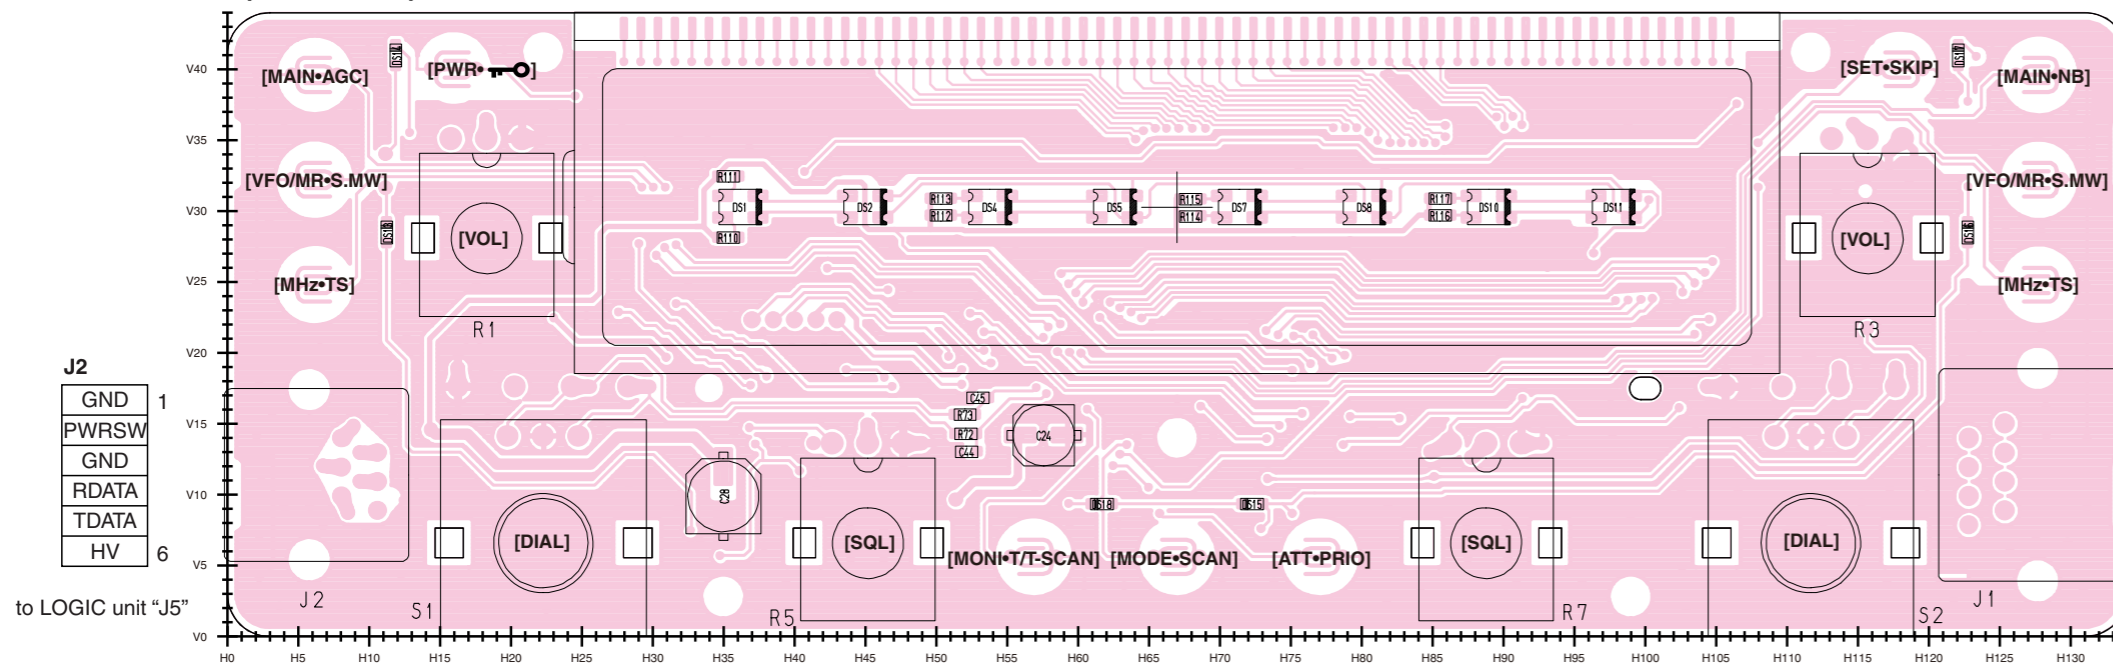 V40
[MAIN•AGC]
DS14
[PWR• ]
[SET•SKIP]
DS17
[MAIN•NB]
V35
[VFO/MR•S.MW]
R111
[VFO/MR•S.MW]
V30
DS1
DS2
R113
R112
DS4
DS5
R115
R114
DS7
DS8
R117
R116
DS10
DS11
DS13
[VOL]
R110
[VOL]
DS16
V25
[MHz•TS]
[MHz•TS]
R1
R3
V20
J2
GND 1
PWRSW
GND
RDATA
TDATA
HV 6
to LOGIC unit “J5”
C45
R73
V15
R72
C24
C44
V10
C28
DS18
DS15
[DIAL]
[SQL]
[MONI•T/T-SCAN]
[MODE•SCAN]
[ATT•PRIO]
[SQL]
[DIAL]
V5
J2
S1
R5
R7
S2
J1
V0
H0 H5 H10 H15 H20 H25 H30 H35 H40 H45 H50 H55 H60 H65 H70 H75 H80 H85 H90 H95 H100 H105 H110 H115 H120 H125 H130